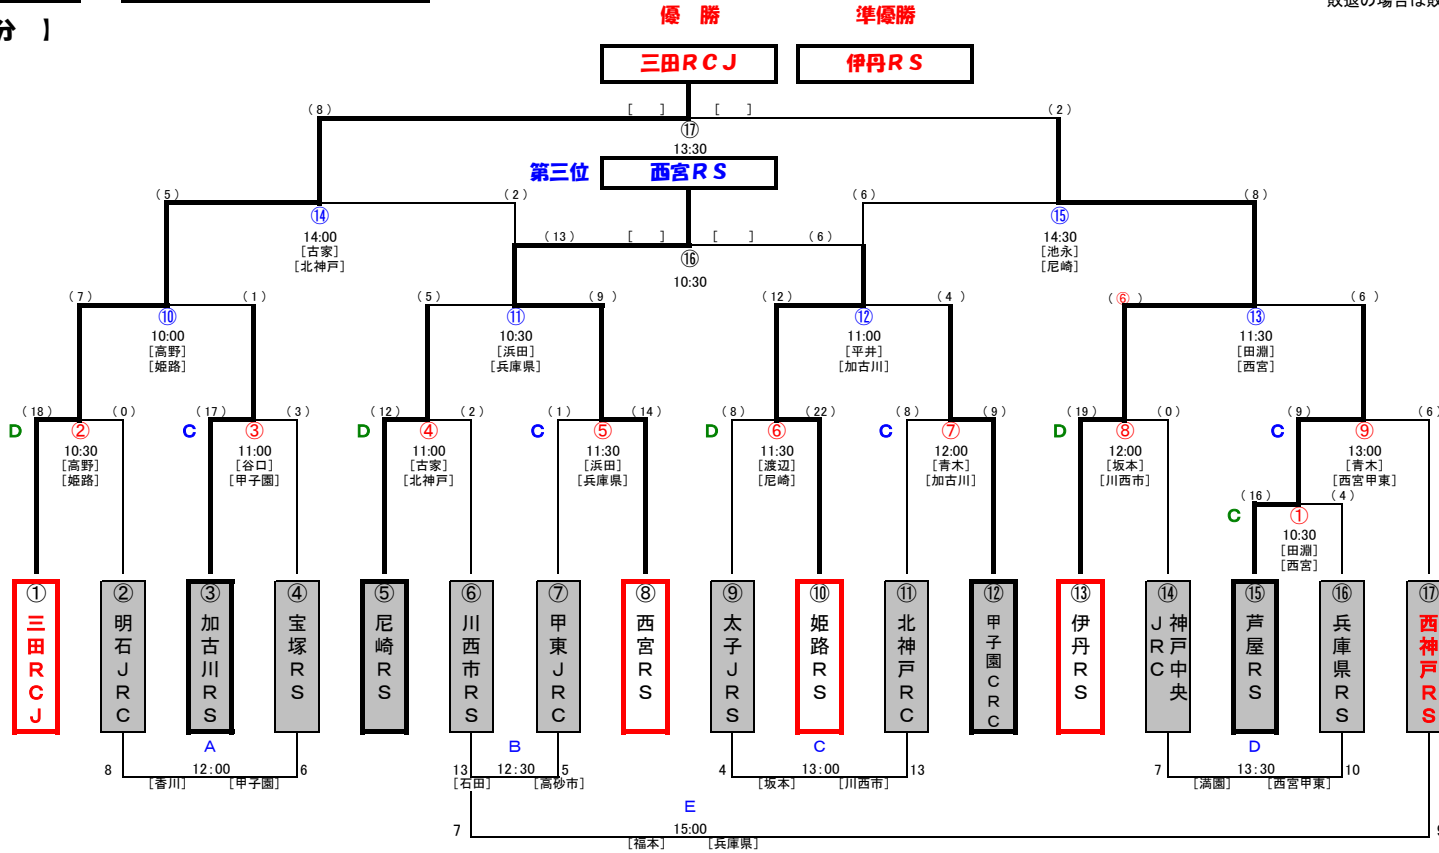 敗退の場合は敗
分 】
優 勝 準優勝
三田RCJ 伊丹RS
(8) [ ] [ ] (2)
⑰
13:30
第三位 西宮RS
(5) (2) (6) (8)
⑭ ⑮
14:00 14:30
[古家] [池永]
[北神戸] [尼崎]
(13) [ ] [ ] (6)
⑯
10:30
(7) (1) (5) (9) (12) (4) (⑥) (6)
⑩ ⑪ ⑫ ⑬
10:00 10:30 11:00 11:30
[高野] [浜田] [平井] [田淵]
[姫路] [兵庫県] [加古川] [西宮]
(18) (0) (17) (3) (12) (2) (1) (14) (8) (22) (8) (9) (19) (0) (9) (6)
D ② C ③ D ④ C ⑤ D ⑥ C ⑦ D ⑧ C ⑨
10:30 11:00 11:00 11:30 11:30 12:00 12:00 13:00
[高野] [谷口] [古家] [浜田] [渡辺] [青木] [坂本] [青木]
[姫路] [甲子園] [北神戸] [兵庫県] [尼崎] [加古川] [川西市] [西宮甲東]
(16) (4)
C ①
10:30
[田淵]
[西宮]
① 三田RCJ
② 明石JRC
③ 加古川RS
④ 宝塚RS
⑤ 尼崎RS
⑥ 川西市RS
⑦ 甲東JRC
⑧ 西宮RS
⑨ 太子JRS
⑩ 姫路RS
⑪ 北神戸RC
⑫ 甲子園CRC
⑬ 伊丹RS
⑭ 神戸中央
JRC
⑮ 芦屋RS
⑯ 兵庫県RS
⑰ 西神戸RS
A B C D
8 12:00 6 13 12:30 5 4 13:00 13 7 13:30 10
[香川] [甲子園] [石田] [高砂市] [坂本] [川西市] [満園] [西宮甲東]
E
7 15:00
[福本] [兵庫県]